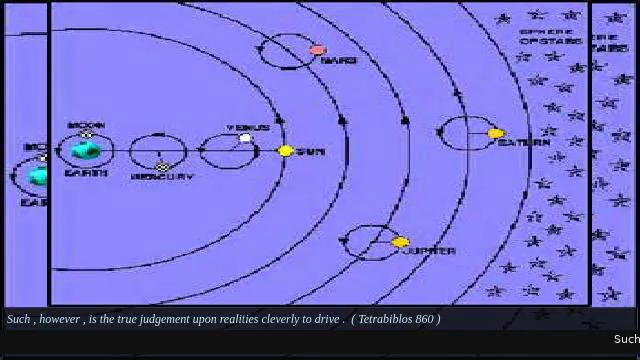 SPHERE
OF STARS
MARS
MOON
VENUS
SUN
SATURN
EARTH
MERCURY
JUPITER
Such , however , is the true judgement upon realities cleverly to drive . ( Tetrabiblos 860 )
Such